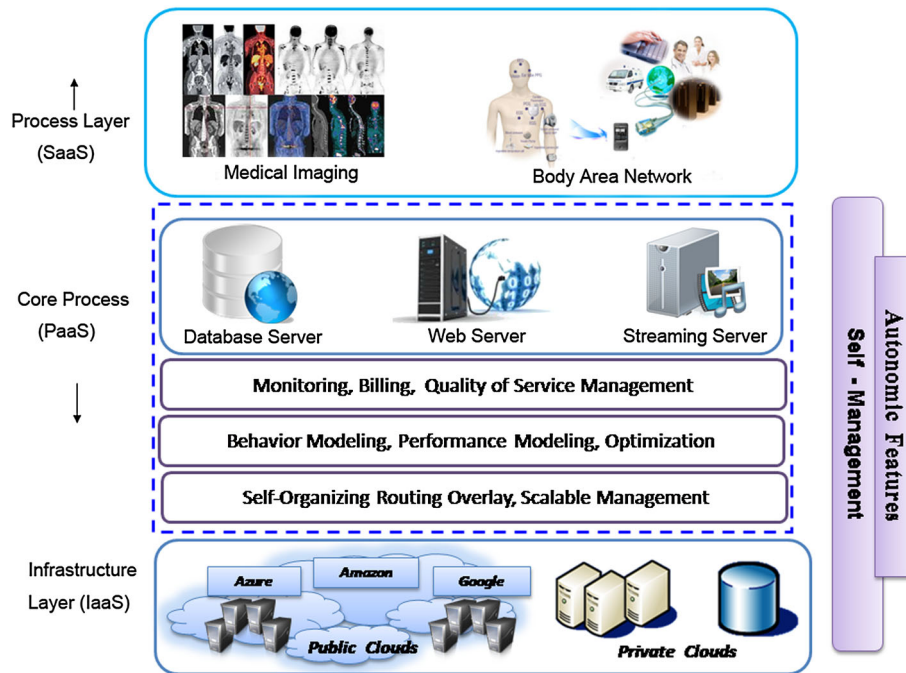 Process Layer
(SaaS)
Medical Imaging
Body Area Network
Core Process
(PaaS)
Database Server
Web Server
Streaming Server
Monitoring, Billing, Quality of Service Management
Behavior Modeling, Performance Modeling, Optimization
Self-Organizing Routing Overlay, Scalable Management
Infrastructure
Layer (IaaS)
Azure
Amazon
Google
Public Clouds
Private Clouds
Self - Management
Autonomic Features